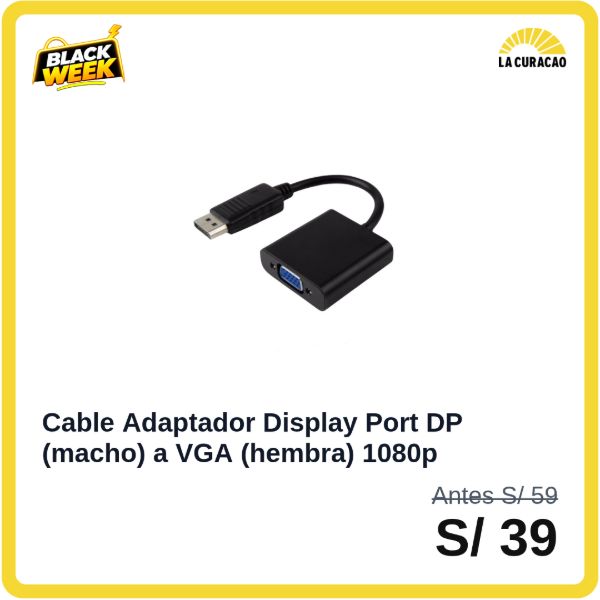 BLACK
WEEK
LA CURACAO
Cable Adaptador Display Port DP
(macho) a VGA (hembra) 1080p
Antes S/ 59
S/ 39